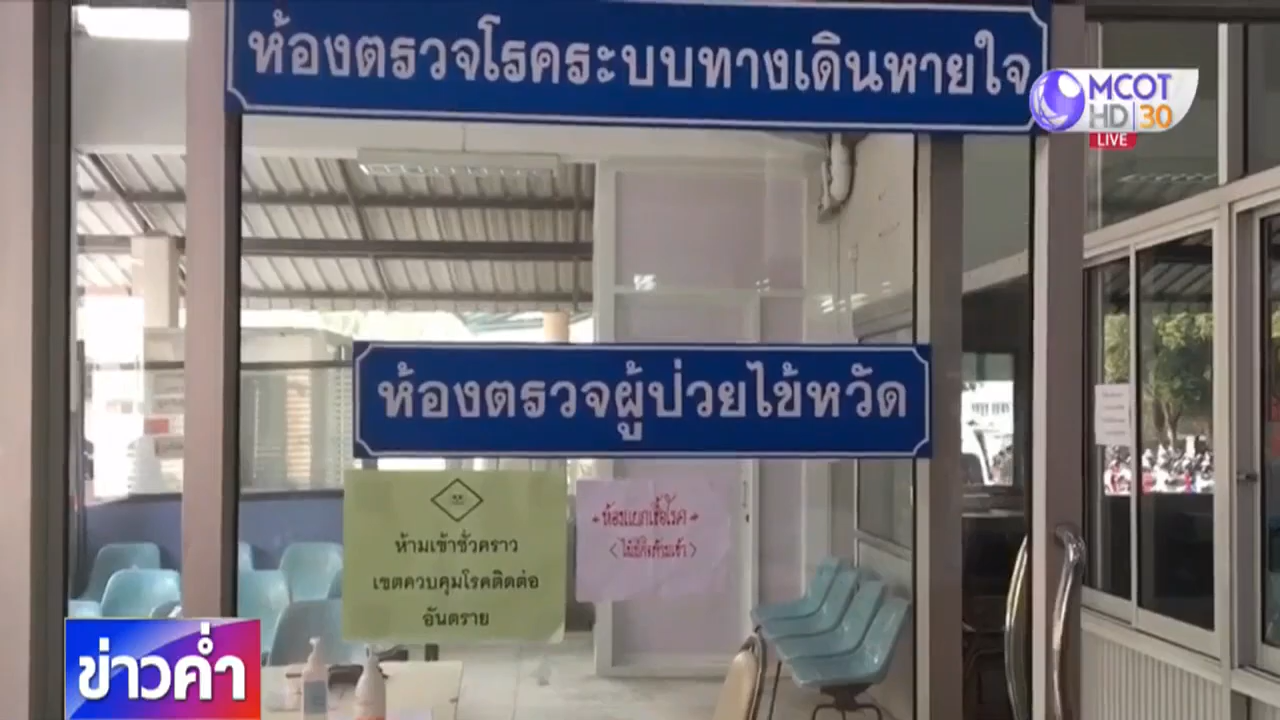 ห้องตรวจโรคระบบทางเดินหายใจ
MCOT
HD 30
LIVE
ห้องตรวจผู้ป่วยไข้หวัด
ห้ามเข้าชั่วคราว
เขตควบคุมโรคติดต่อ
อันตราย
ห้องแยกเชื้อโรค
ข่าวค่ำ